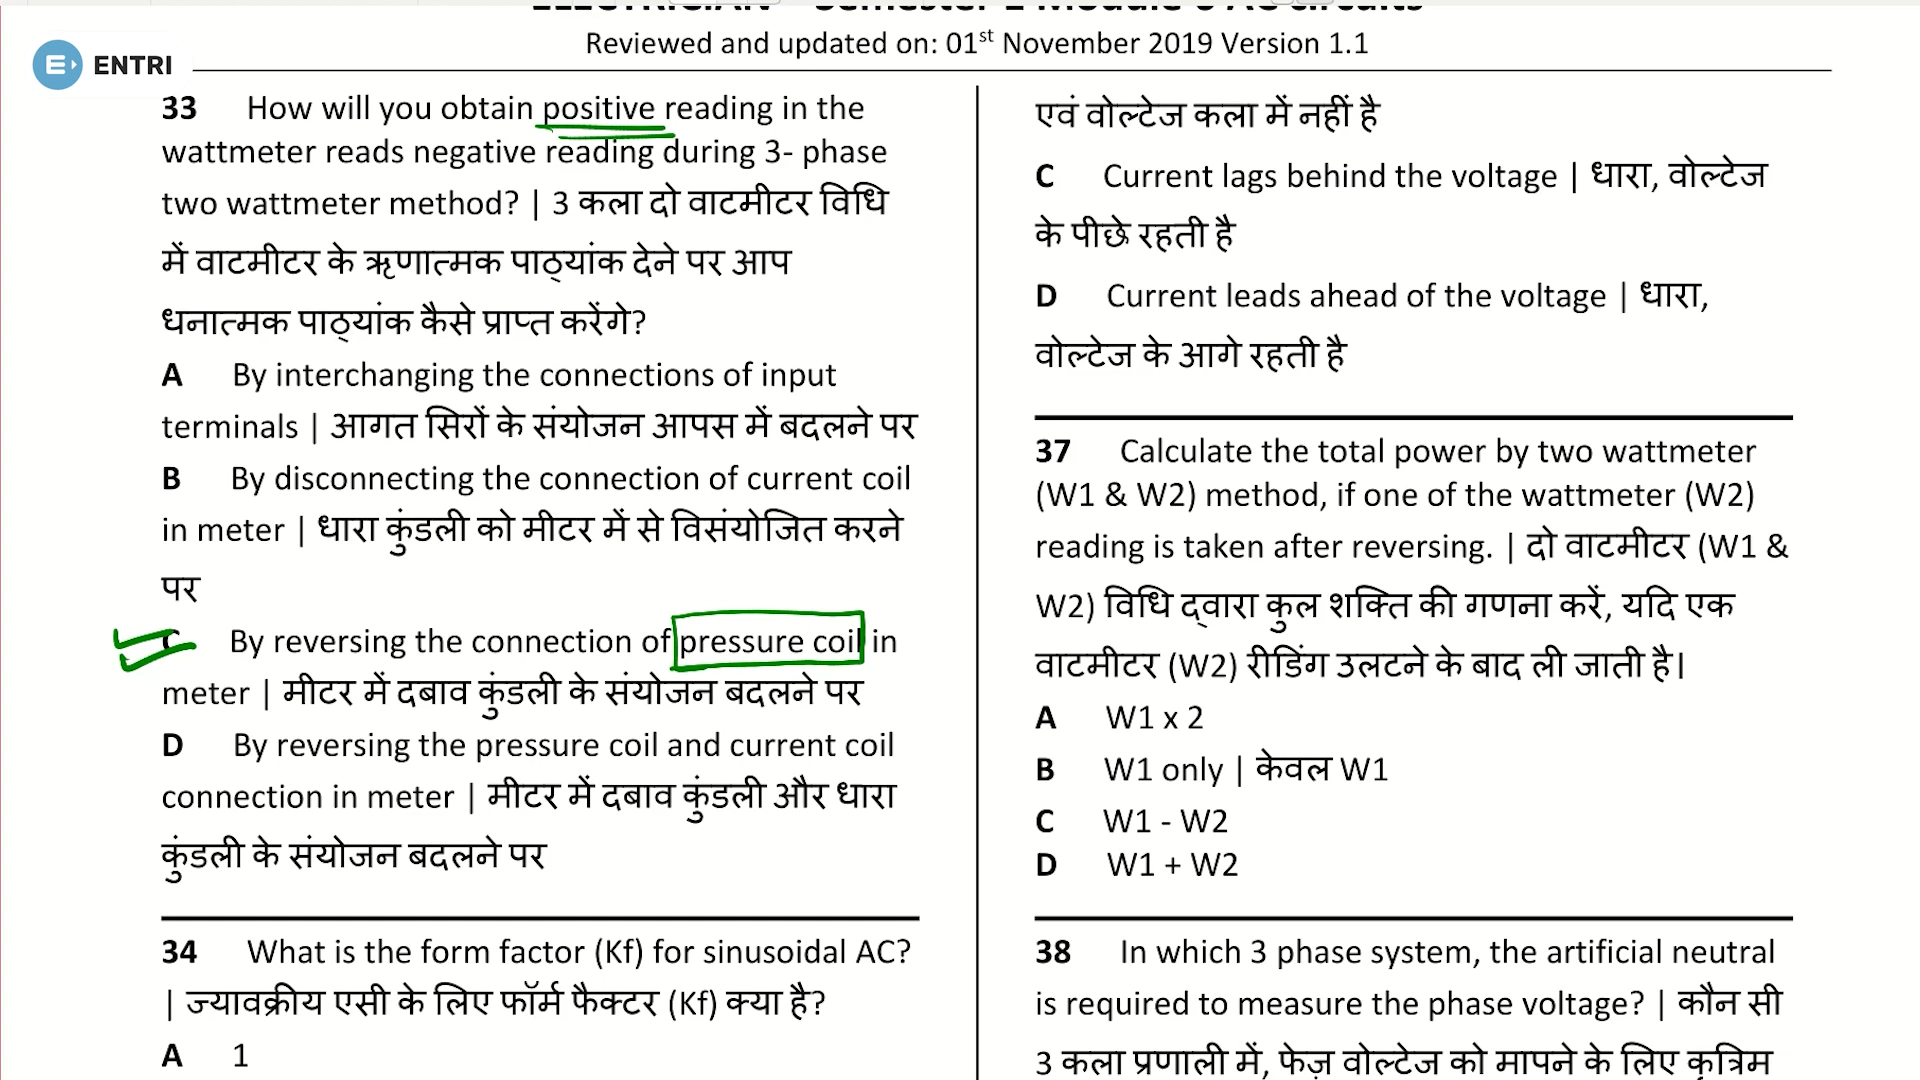 ELECTRICIAN - Semester 2 Module 6 AC Circuits
Reviewed and updated on: 01st November 2019 Version 1.1
ENTRI
33 How will you obtain positive reading in the
wattmeter reads negative reading during 3- phase
two wattmeter method? | 3 कला दो वाटमीटर विधि
में वाटमीटर के ऋणात्मक पाठ्यांक देने पर आप
धनात्मक पाठ्यांक कैसे प्राप्त करेंगे?
A By interchanging the connections of input
terminals | आगत सिरों के संयोजन आपस में बदलने पर
B By disconnecting the connection of current coil
in meter | धारा कुंडली को मीटर में से विसंयोजित करने
पर
C By reversing the connection of pressure coil in
meter | मीटर में दबाव कुंडली के संयोजन बदलने पर
D By reversing the pressure coil and current coil
connection in meter | मीटर में दबाव कुंडली और धारा
कुंडली के संयोजन बदलने पर
34 What is the form factor (Kf) for sinusoidal AC?
| ज्यावक्रीय एसी के लिए फॉर्म फैक्टर (Kf) क्या है?
A 1
एवं वोल्टेज कला में नहीं है
C Current lags behind the voltage | धारा, वोल्टेज
के पीछे रहती है
D Current leads ahead of the voltage | धारा,
वोल्टेज के आगे रहती है
37 Calculate the total power by two wattmeter
(W1 & W2) method, if one of the wattmeter (W2)
reading is taken after reversing. | दो वाटमीटर (W1 &
W2) विधि द्वारा कुल शक्ति की गणना करें, यदि एक
वाटमीटर (W2) रीडिंग उलटने के बाद ली जाती है।
A W1 x 2
B W1 only | केवल W1
C W1 - W2
D W1 + W2
38 In which 3 phase system, the artificial neutral
is required to measure the phase voltage? | कौन सी
3 कला प्रणाली में, फेज़ वोल्टेज को मापने के लिए कृत्रिम